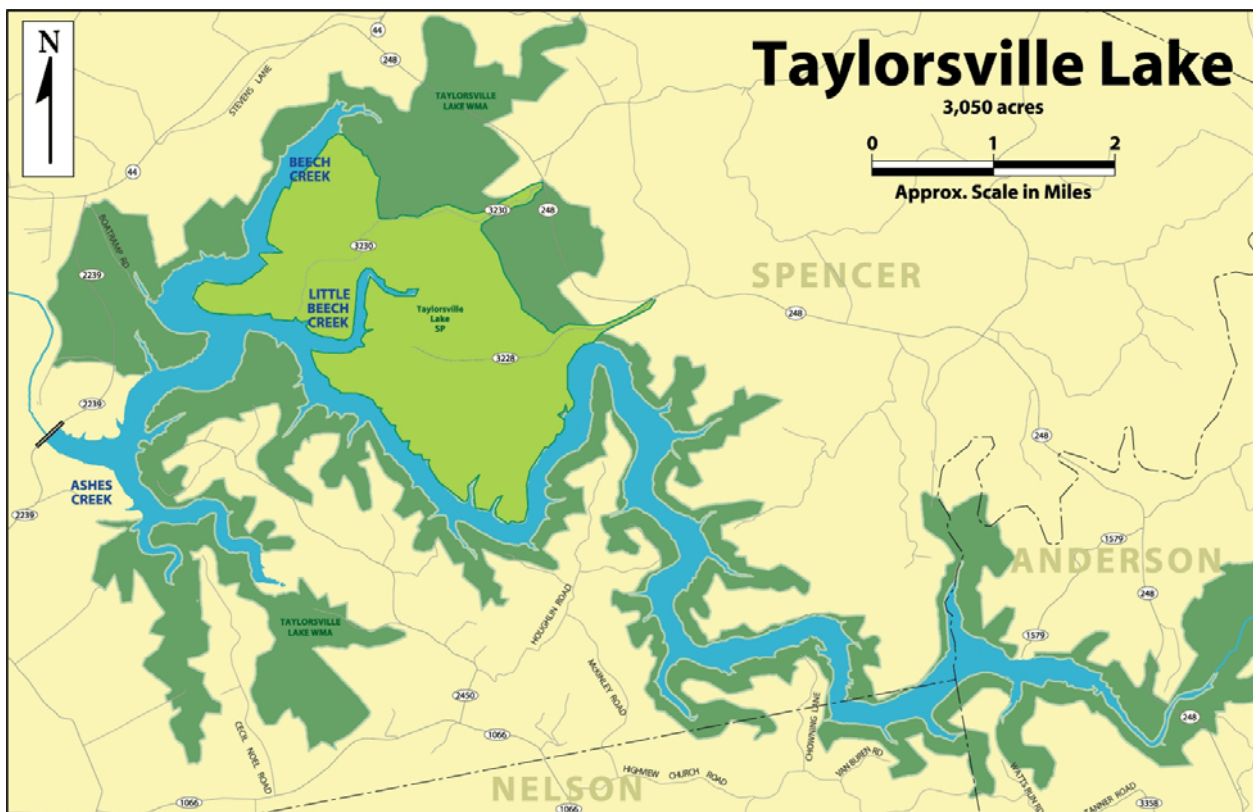 N
Taylorsville Lake
3,050 acres
0 1 2
Approx. Scale in Miles
44
248
STEVENS LANE
TAYLORSVILLE
LAKE WMA
44
BEECH
CREEK
BOATRAMP RD
2239
3230
248
3230
SPENCER
LITTLE
BEECH
CREEK
Taylorsville
Lake
SP
248
3228
2239
248
ASHES
CREEK
2239
1579
ANDERSON
248
TAYLORSVILLE
LAKE WMA
HOUGHLIN ROAD
1579
McKINLEY ROAD
2450
CECIL NOEL ROAD
1066
CHOWNING LANE
248
VAN BUREN RD
HIGHVIEW CHURCH ROAD
NELSON
1066
1066
WATTS RUN RD
TANNER ROAD
3358